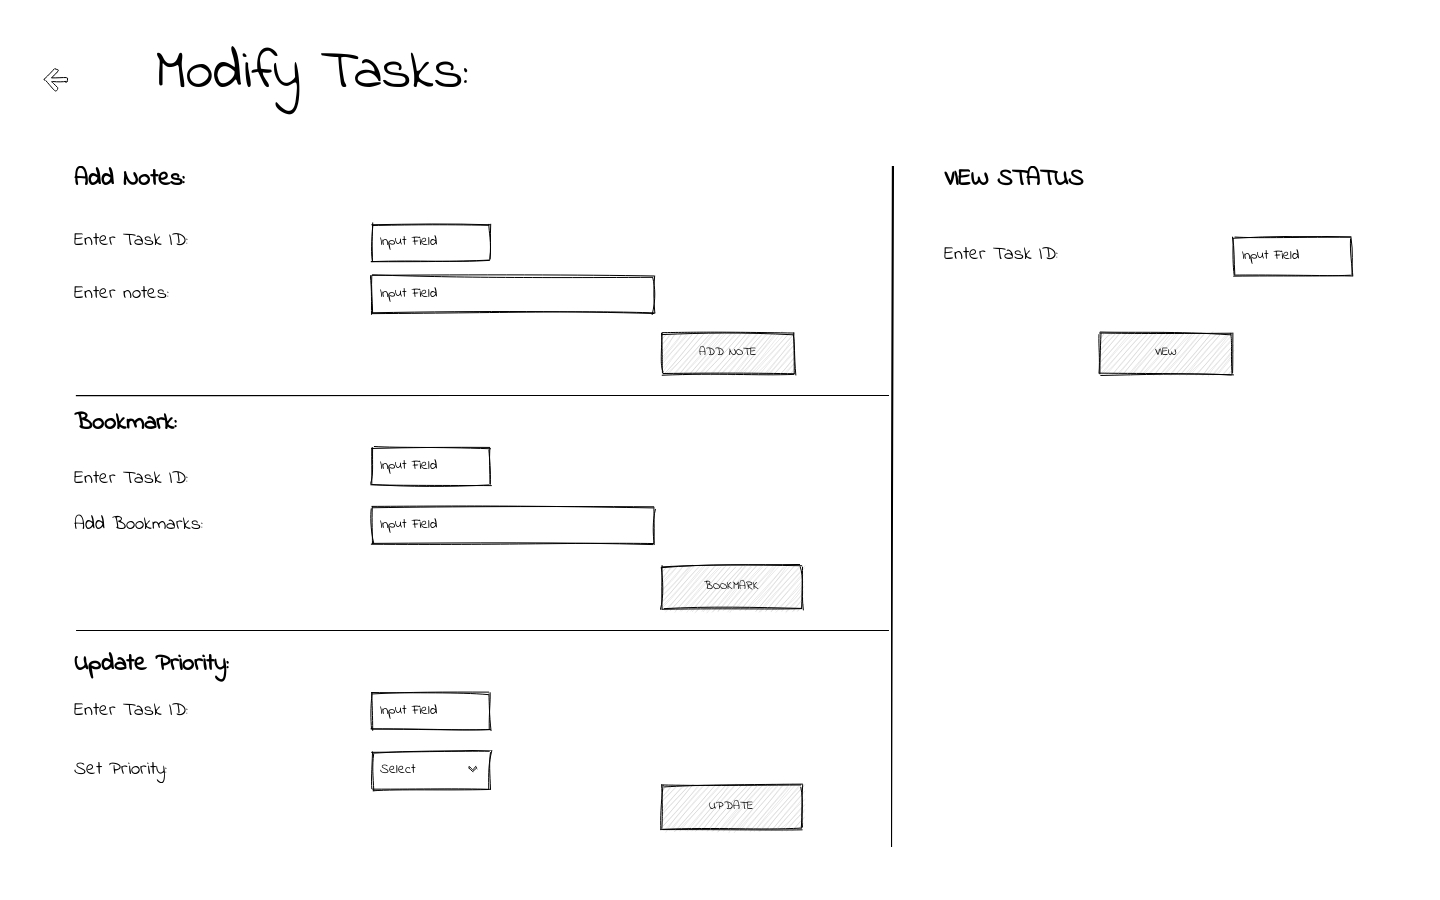 Modify Tasks:
Add Notes:
Enter Task ID:
Input Field
Enter notes:
Input Field
ADD NOTE
Bookmark:
Enter Task ID:
Input Field
Add Bookmarks:
Input Field
BOOKMARK
Update Priority:
Enter Task ID:
Input Field
Set Priority:
Select
UPDATE
VIEW STATUS
Enter Task ID:
Input Field
VIEW